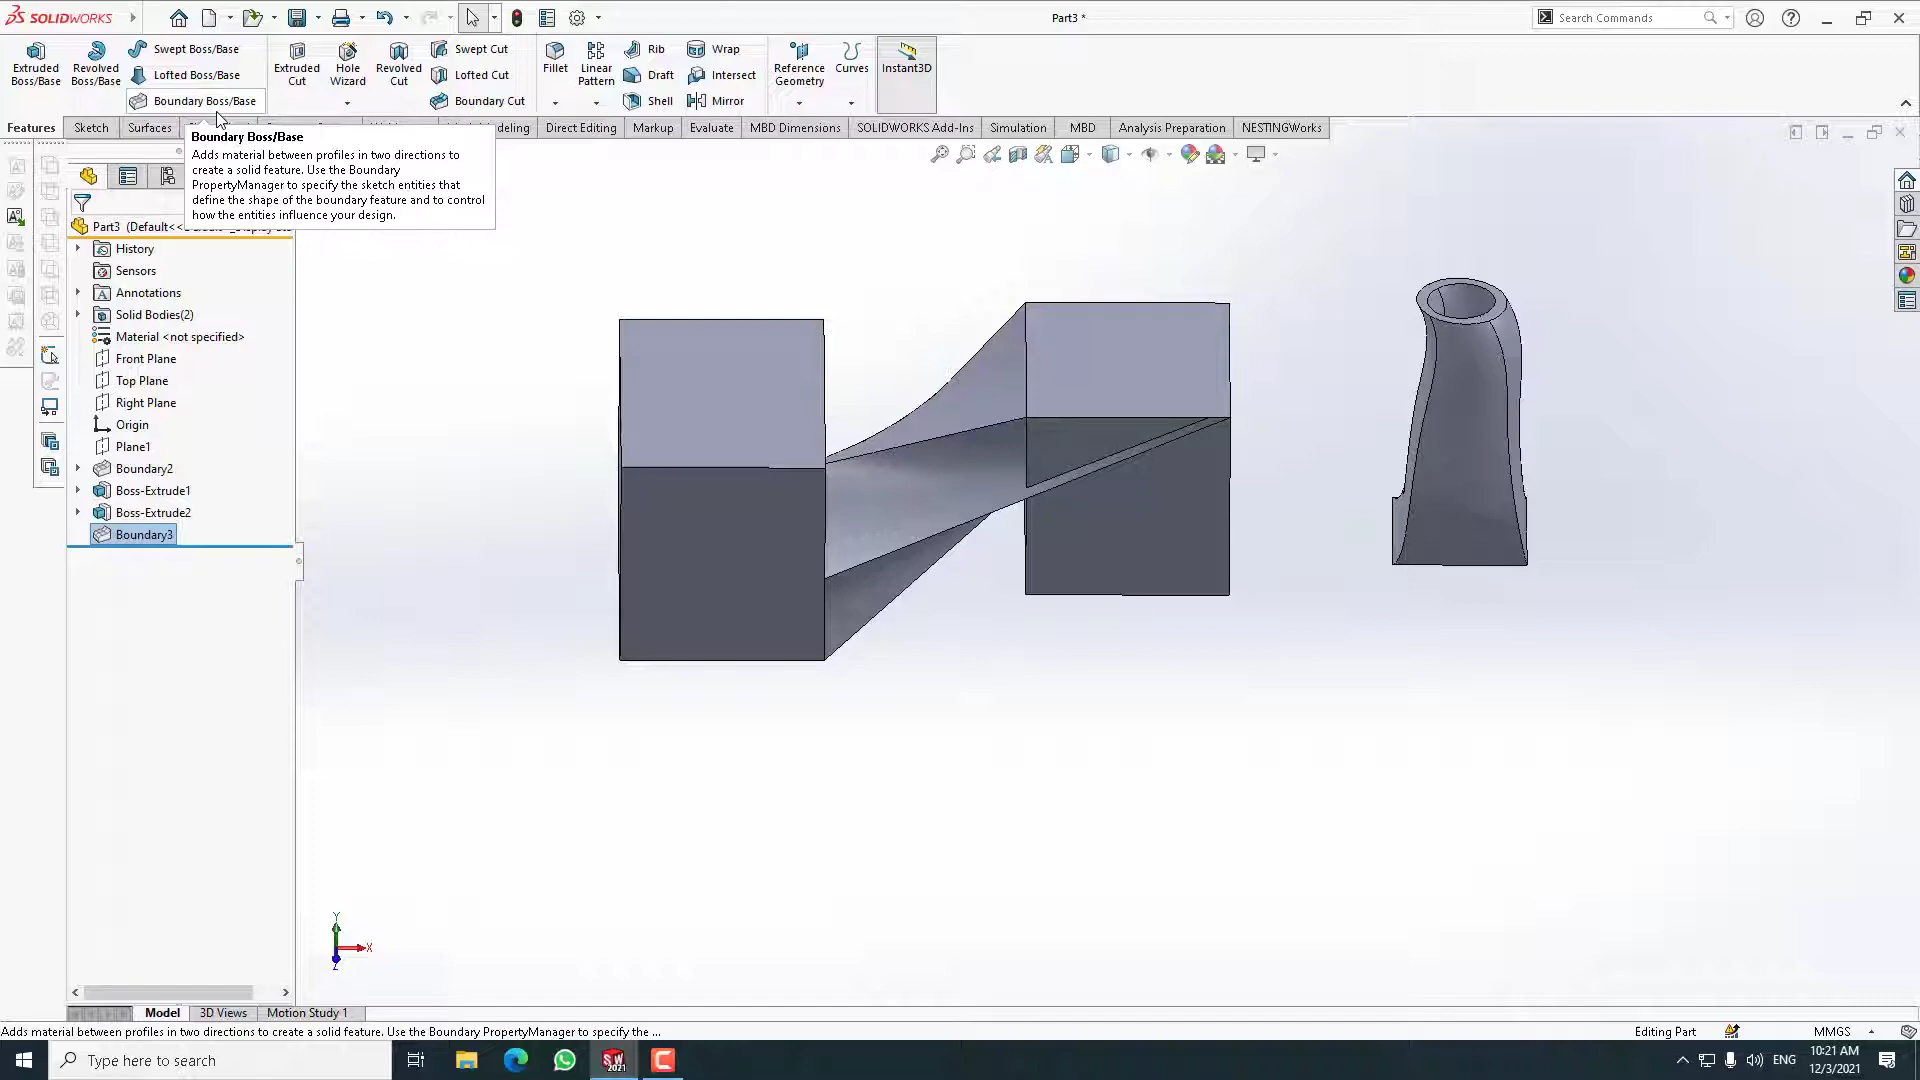 SOLIDWORKS
Part3 *
Search Commands
Extruded Boss/Base
Revolved Boss/Base
Swept Boss/Base
Lofted Boss/Base
Boundary Boss/Base
Extruded Cut
Hole Wizard
Revolved Cut
Swept Cut
Lofted Cut
Boundary Cut
Fillet
Linear Pattern
Rib
Draft
Shell
Wrap
Intersect
Mirror
Reference Geometry
Curves
Instant3D
Features
Sketch
Surfaces
Direct Editing
Markup
Evaluate
MBD Dimensions
SOLIDWORKS Add-Ins
Simulation
MBD
Analysis Preparation
NESTINGWorks
Boundary Boss/Base
Adds material between profiles in two directions to
create a solid feature. Use the Boundary
PropertyManager to specify the sketch entities that
define the shape of the boundary feature and to control
how the entities influence your design.
Part3 (Default<<
History
Sensors
Annotations
Solid Bodies(2)
Material <not specified>
Front Plane
Top Plane
Right Plane
Origin
Plane1
Boundary2
Boss-Extrude1
Boss-Extrude2
Boundary3
Y
X
Z
Model
3D Views
Motion Study 1
Adds material between profiles in two directions to create a solid feature. Use the Boundary PropertyManager to specify the ...
Editing Part
MMGS
Type here to search
SW
2021
ENG
10:21 AM
12/3/2021